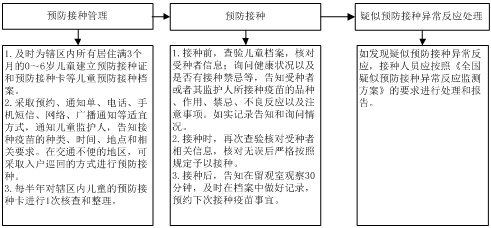 预防接种管理
1.及时为辖区内所有居住满3个
月的0～6岁儿童建立预防接种证
和预防接种卡等儿童预防接种档
案。
2.采取预约、通知单、电话、手
机短信、网络、广播通知等适宜
方式，通知儿童监护人，告知接
种疫苗的种类、时间、地点和相
关要求。在交通不便的地区，可
采取入户巡回的方式进行预防接
种。
3.每半年对辖区内儿童的预防接
种卡进行1次核查和整理。
预防接种
1.接种前，查验儿童档案，核对
受种者信息；询问健康状况以及
是否有接种禁忌等，告知受种者
或者其监护人所接种疫苗的品种
、作用、禁忌、不良反应以及注
意事项。如实记录告知和询问情
况。
2.接种时，再次查验核对受种者
相关信息，核对无误后严格按照
规定予以接种。
3.接种后，告知在留观室观察30
分钟，及时在档案中做好记录，
预约下次接种疫苗事宜。
疑似预防接种异常反应处理
如发现疑似预防接种异常反
应，接种人员应按照《全国
疑似预防接种异常反应监测
方案》的要求进行处理和报
告。